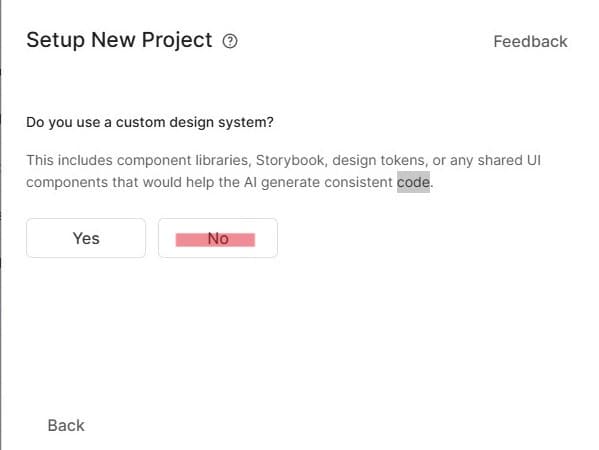 Setup New Project
Feedback
Do you use a custom design system?
This includes component libraries, Storybook, design tokens, or any shared UI
components that would help the AI generate consistent code.
Yes
No
Back